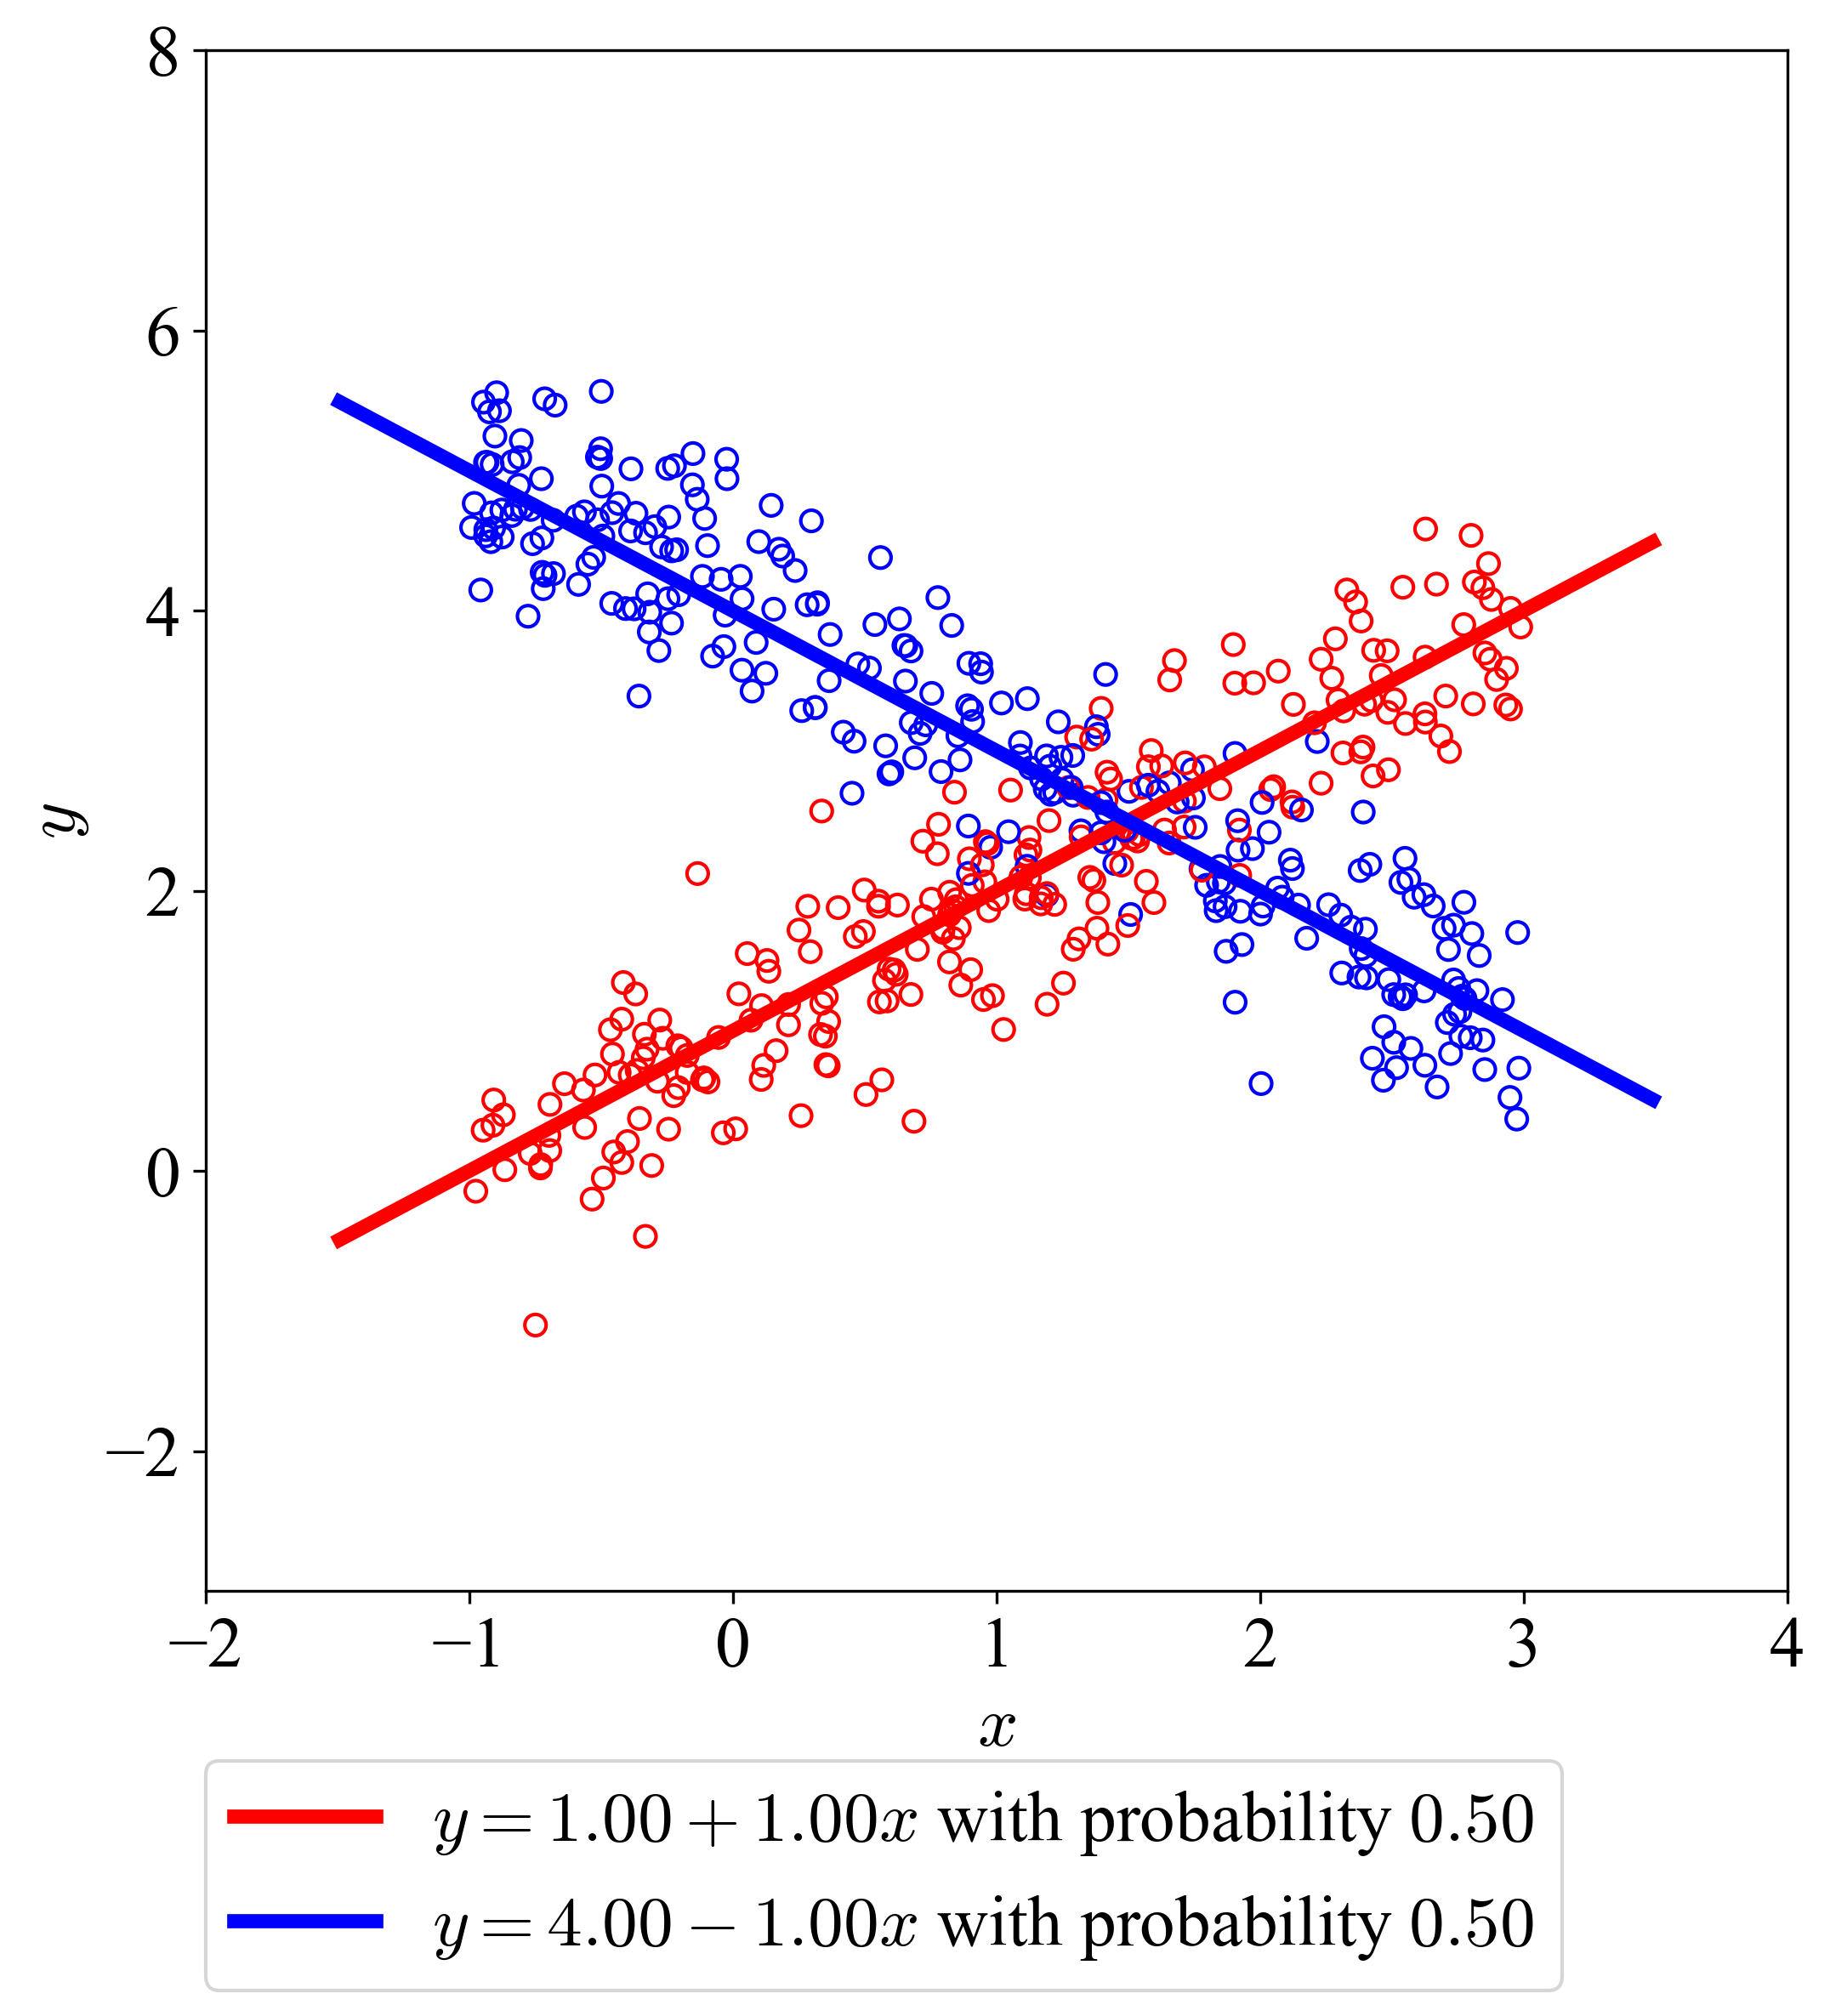 8
6
4
2
0
−2
y
−2 −1 0 1 2 3 4
x
y = 1.00 + 1.00x with probability 0.50
y = 4.00 − 1.00x with probability 0.50